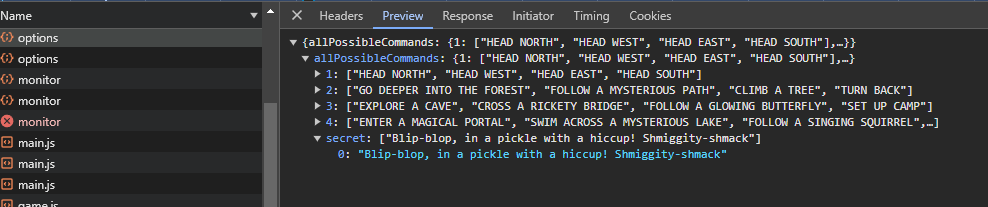 Name
options
options
monitor
monitor
monitor
main.js
main.js
main.js
game.js
Headers Preview Response Initiator Timing Cookies
{allPossibleCommands: {1: ["HEAD NORTH", "HEAD WEST", "HEAD EAST", "HEAD SOUTH"],…}}
allPossibleCommands: {1: ["HEAD NORTH", "HEAD WEST", "HEAD EAST", "HEAD SOUTH"],…}
1: ["HEAD NORTH", "HEAD WEST", "HEAD EAST", "HEAD SOUTH"]
2: ["GO DEEPER INTO THE FOREST", "FOLLOW A MYSTERIOUS PATH", "CLIMB A TREE", "TURN BACK"]
3: ["EXPLORE A CAVE", "CROSS A RICKETY BRIDGE", "FOLLOW A GLOWING BUTTERFLY", "SET UP CAMP"]
4: ["ENTER A MAGICAL PORTAL", "SWIM ACROSS A MYSTERIOUS LAKE", "FOLLOW A SINGING SQUIRREL",…]
secret: ["Blip-blop, in a pickle with a hiccup! Shmiggity-shmack"]
0: "Blip-blop, in a pickle with a hiccup! Shmiggity-shmack"